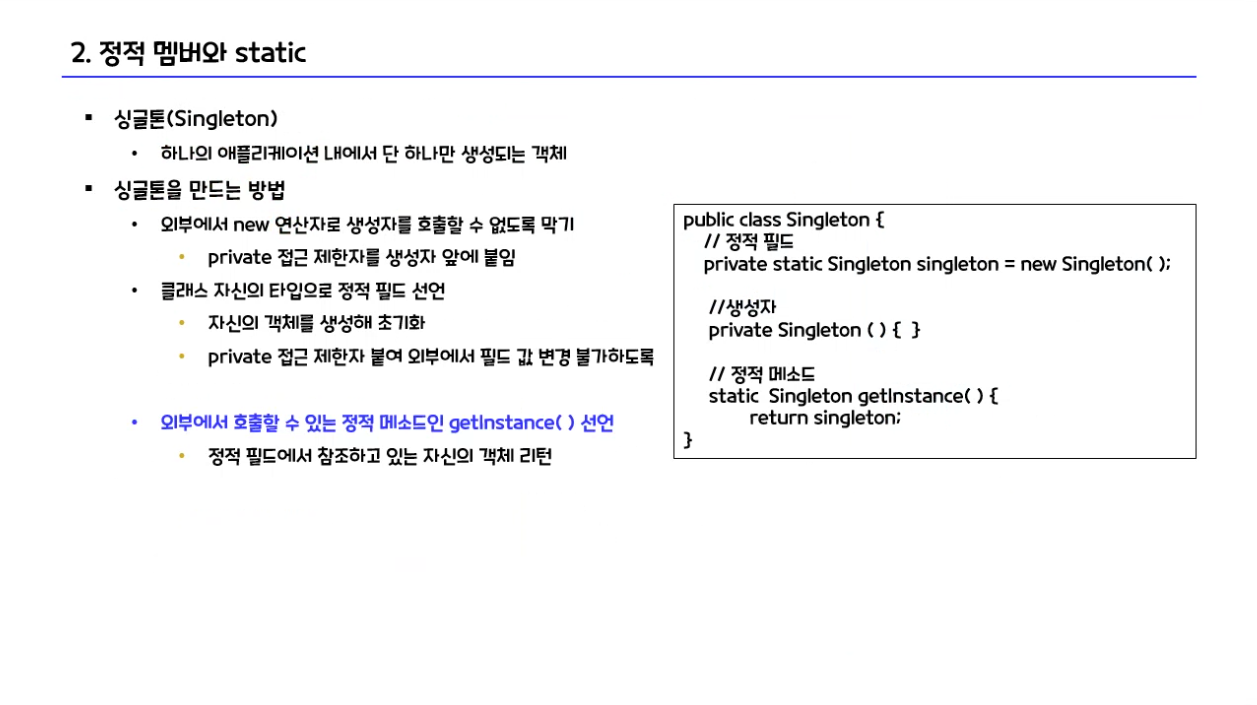 2. 정적 멤버와 static
▪ 싱글톤(Singleton)
• 하나의 애플리케이션 내에서 단 하나만 생성되는 객체
▪ 싱글톤을 만드는 방법
• 외부에서 new 연산자로 생성자를 호출할 수 없도록 막기
• private 접근 제한자를 생성자 앞에 붙임
• 클래스 자신의 타입으로 정적 필드 선언
• 자신의 객체를 생성해 초기화
• private 접근 제한자 붙여 외부에서 필드 값 변경 불가하도록
• 외부에서 호출할 수 있는 정적 메소드인 getInstance( ) 선언
• 정적 필드에서 참조하고 있는 자신의 객체 리턴
public class Singleton {
// 정적 필드
private static Singleton singleton = new Singleton( );
//생성자
private Singleton ( ) { }
// 정적 메소드
static Singleton getInstance( ) {
return singleton;
}